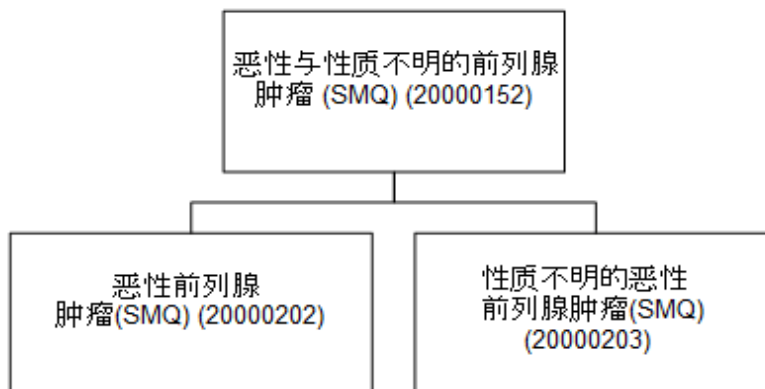 恶性与性质不明的前列腺
肿瘤 (SMQ) (20000152)
恶性前列腺
肿瘤(SMQ) (20000202)
性质不明的恶性
前列腺肿瘤(SMQ)
(20000203)